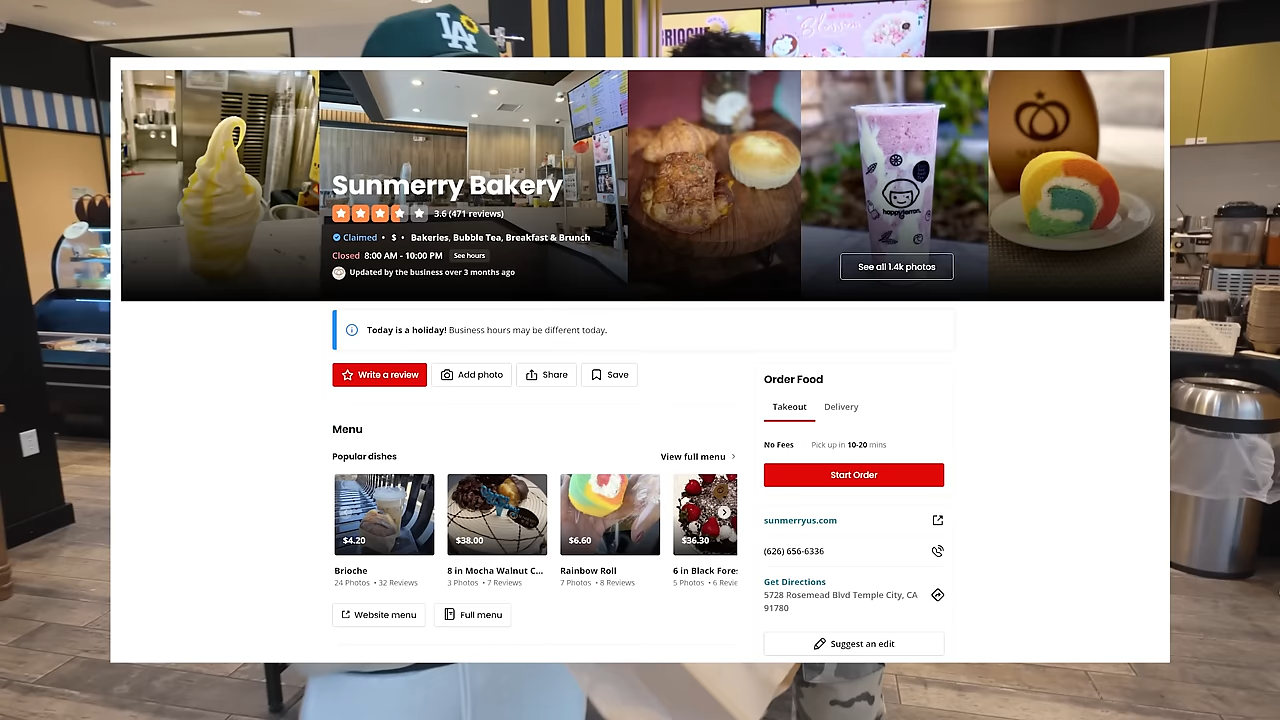 LA
BRIOCHE
Blossom
Sunmerry Bakery
3.6 (471 reviews)
Claimed • $ • Bakeries, Bubble Tea, Breakfast & Brunch
Closed 8:00 AM - 10:00 PM See hours
Updated by the business over 3 months ago
happylemon
See all 1.4k photos
Today is a holiday! Business hours may be different today.
Write a review
Add photo
Share
Save
Menu
Popular dishes
View full menu
$4.20
$38.00
$6.60
$36.30
Brioche
24 Photos • 32 Reviews
8 in Mocha Walnut C...
3 Photos • 7 Reviews
Rainbow Roll
7 Photos • 8 Reviews
6 in Black Fores
5 Photos • 6 Revie
Website menu
Full menu
Order Food
Takeout
Delivery
No Fees
Pick up in 10-20 mins
Start Order
sunmerryus.com
(626) 656-6336
Get Directions
5728 Rosemead Blvd Temple City, CA
91780
Suggest an edit